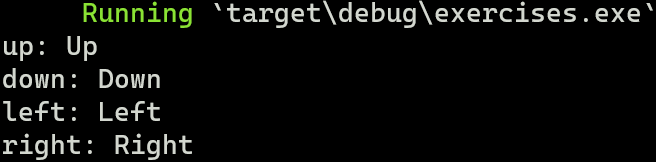 Running `target\debug\exercises.exe`
up: Up
down: Down
left: Left
right: Right